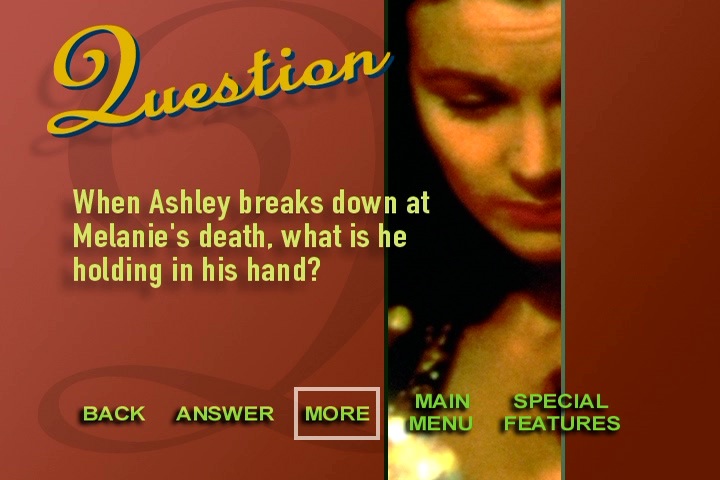 Question
When Ashley breaks down at
Melanie's death, what is he
holding in his hand?
BACK ANSWER MORE MAIN MENU SPECIAL FEATURES